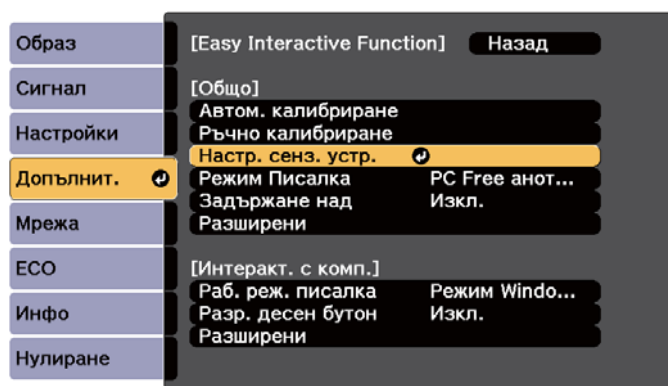 Образ
Сигнал
Настройки
Допълнит.
Мрежа
ECO
Инфо
Нулиране
[Easy Interactive Function] Назад
[Общо]
Автом. калибриране
Ръчно калибриране
Настр. сенз. устр.
Режим Писалка PC Free анот...
Задържане над Изкл.
Разширени
[Интеракт. с комп.]
Раб. реж. писалка Режим Windo...
Разр. десен бутон Изкл.
Разширени